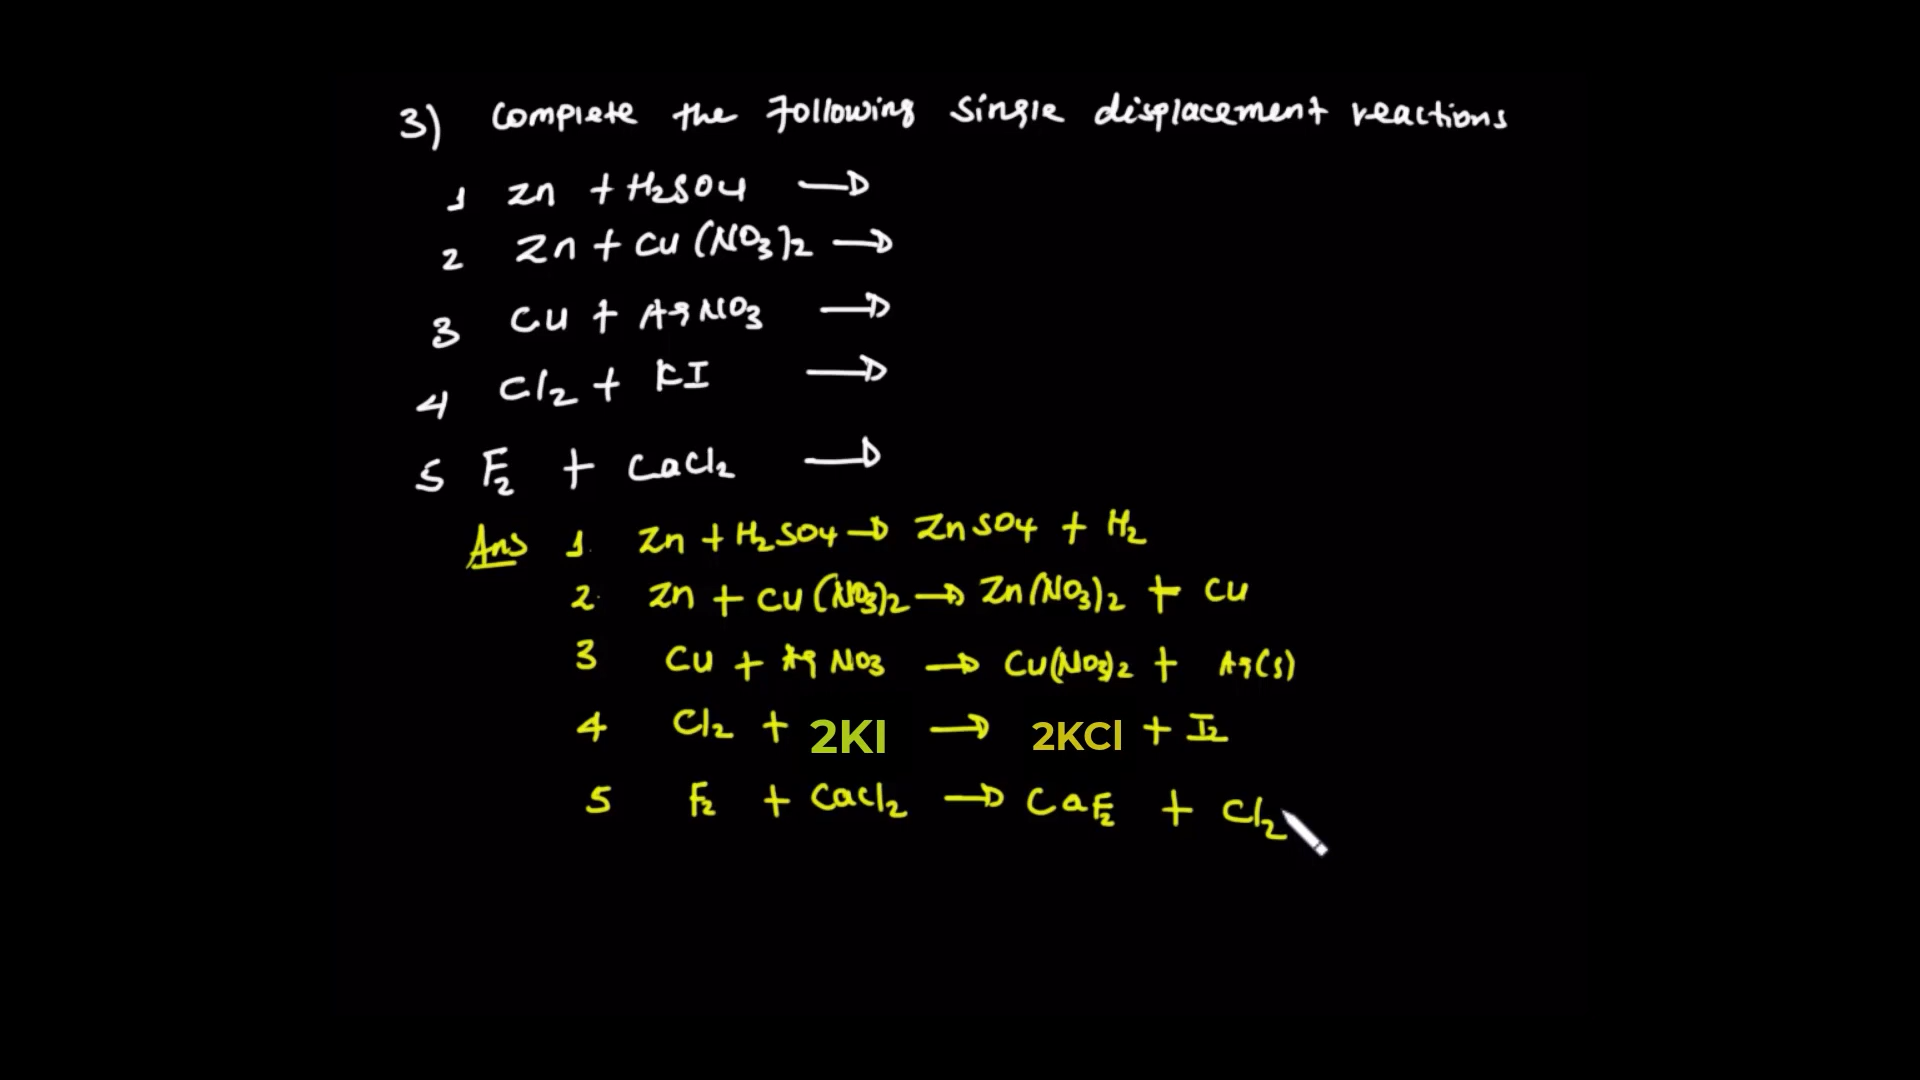 3) Complete the following single displacement reactions
1 Zn + H2SO4 →
2 Zn + Cu(NO3)2 →
3 Cu + AgNO3 →
4 Cl2 + KI →
5 F2 + CaCl2 →
Ans 1. Zn + H2SO4 → ZnSO4 + H2
2. Zn + Cu(NO3)2 → Zn(NO3)2 + Cu
3 Cu + AgNO3 → Cu(NO3)2 + Ag(s)
4 Cl2 + 2KI → 2KCl + I2
5 F2 + CaCl2 → CaF2 + Cl2